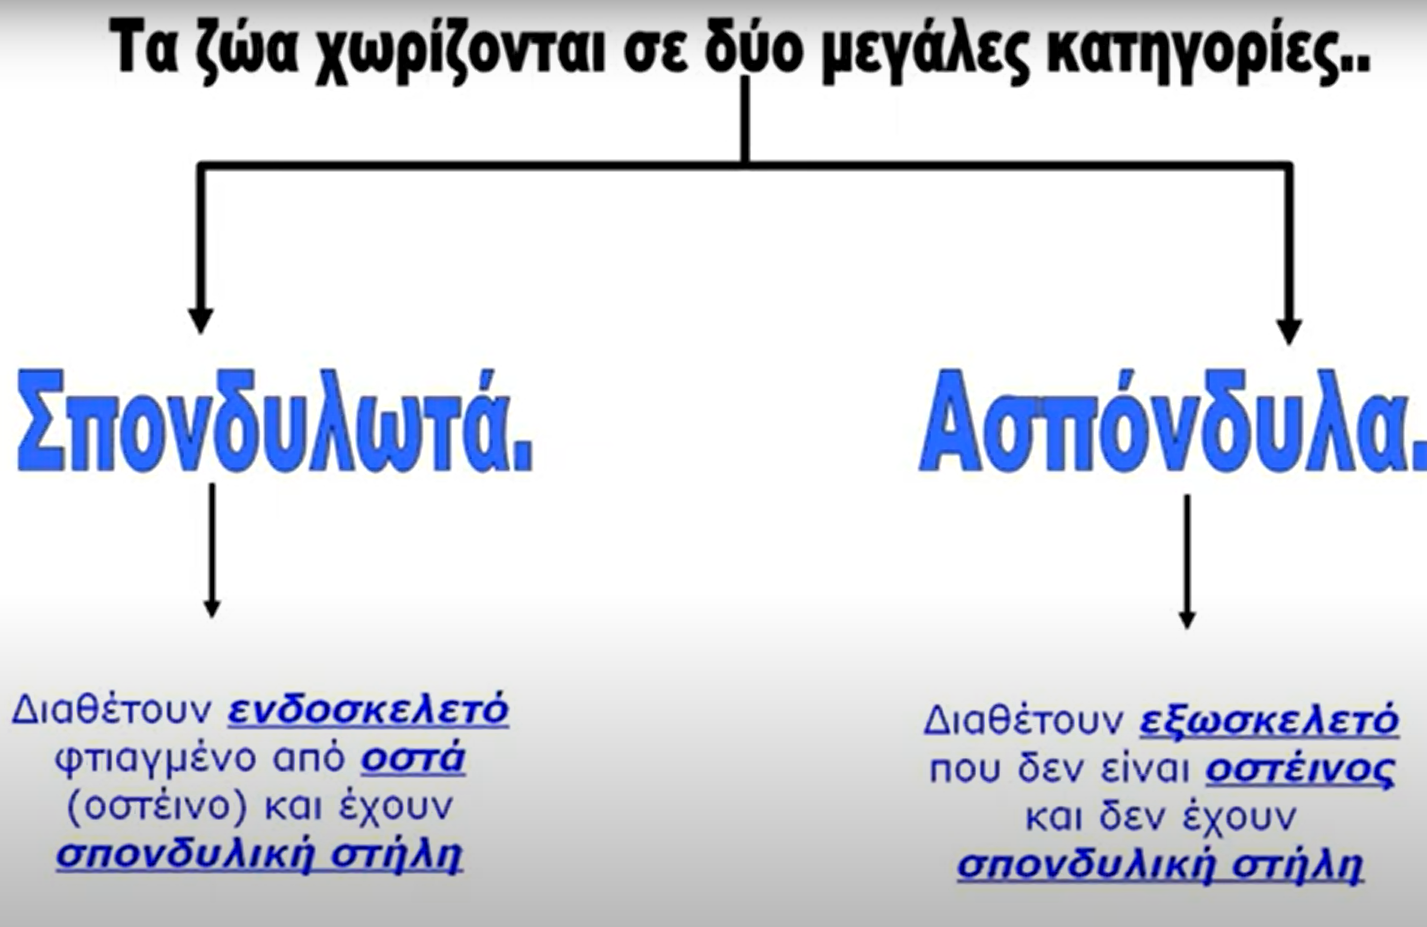 Τα ζώα χωρίζονται σε δύο μεγάλες κατηγορίες..
Σπονδυλωτά.
Διαθέτουν ενδοσκελετό
φτιαγμένο από οστά
(οστέινο) και έχουν
σπονδυλική στήλη
Ασπόνδυλα.
Διαθέτουν εξωσκελετό
που δεν είναι οστέινος
και δεν έχουν
σπονδυλική στήλη